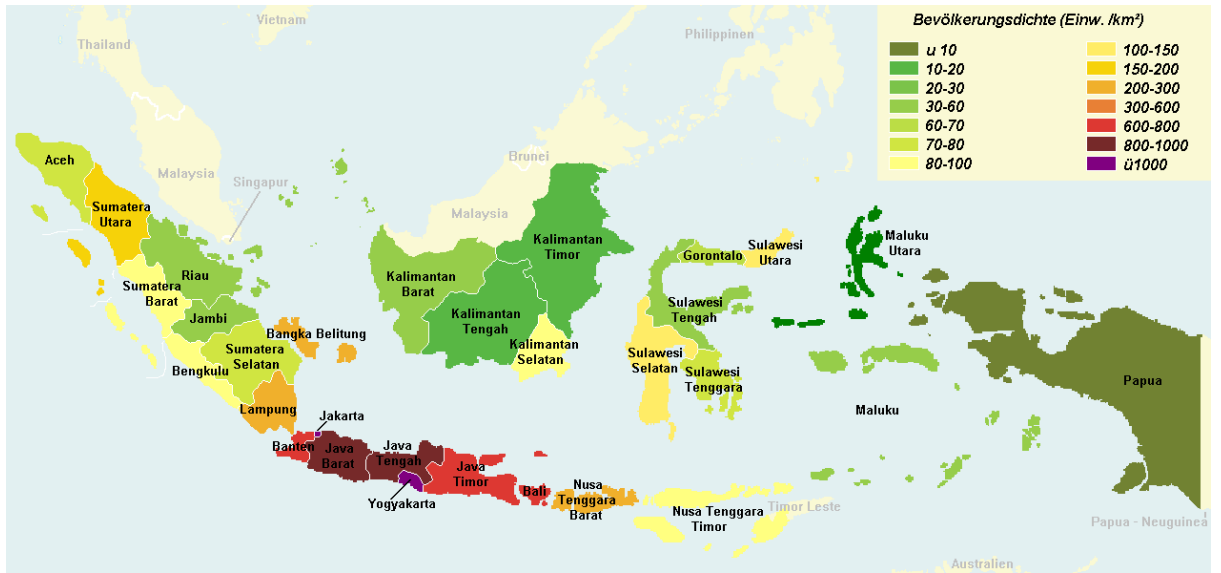 Bevölkerungsdichte (Einw. /km²)
u 10
10-20
20-30
30-60
60-70
70-80
80-100
100-150
150-200
200-300
300-600
600-800
800-1000
ü1000
Vietnam
Thailand
Philippinen
Malaysia
Singapur
Brunei
Malaysia
Aceh
Sumatera
Utara
Riau
Sumatera
Barat
Jambi
Bangka Belitung
Sumatera
Selatan
Bengkulu
Lampung
Jakarta
Banten
Java
Barat
Java
Tengah
Yogyakarta
Java
Timor
Bali
Nusa
Tenggara
Barat
Nusa Tenggara
Timor
Timor Leste
Kalimantan
Timor
Kalimantan
Barat
Kalimantan
Tengah
Kalimantan
Selatan
Gorontalo
Sulawesi
Utara
Sulawesi
Tengah
Sulawesi
Selatan
Sulawesi
Tenggara
Maluku
Utara
Maluku
Papua
Papua - Neuguinea
Australien